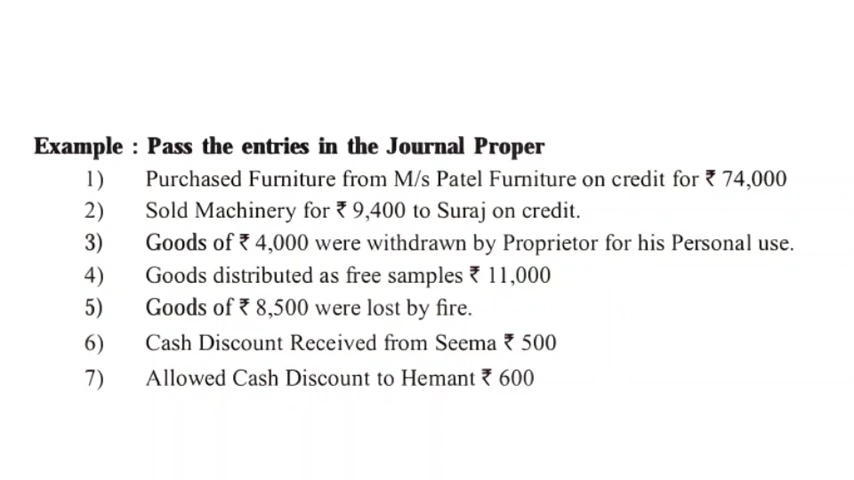 Example : Pass the entries in the Journal Proper
1) Purchased Furniture from M/s Patel Furniture on credit for ₹ 74,000
2) Sold Machinery for ₹ 9,400 to Suraj on credit.
3) Goods of ₹ 4,000 were withdrawn by Proprietor for his Personal use.
4) Goods distributed as free samples ₹ 11,000
5) Goods of ₹ 8,500 were lost by fire.
6) Cash Discount Received from Seema ₹ 500
7) Allowed Cash Discount to Hemant ₹ 600